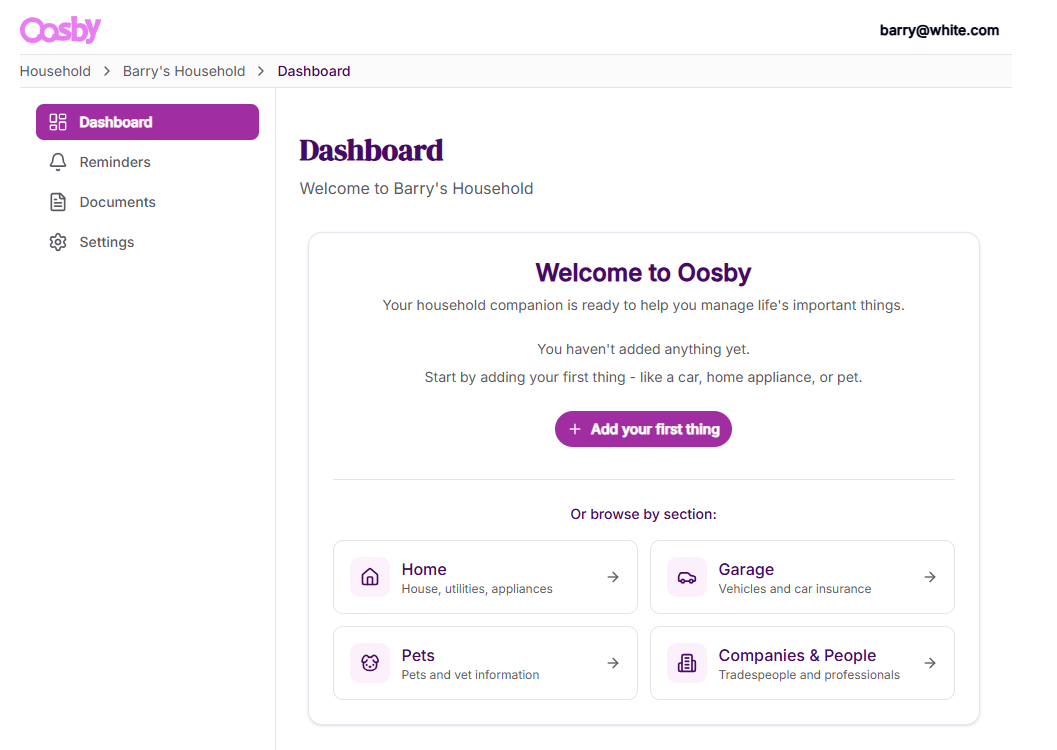 Oosby
barry@white.com
Household > Barry's Household > Dashboard
Dashboard
Reminders
Documents
Settings
Dashboard
Welcome to Barry's Household
Welcome to Oosby
Your household companion is ready to help you manage life's important things.
You haven't added anything yet.
Start by adding your first thing - like a car, home appliance, or pet.
+ Add your first thing
Or browse by section:
Home
House, utilities, appliances
Garage
Vehicles and car insurance
Pets
Pets and vet information
Companies & People
Tradespeople and professionals